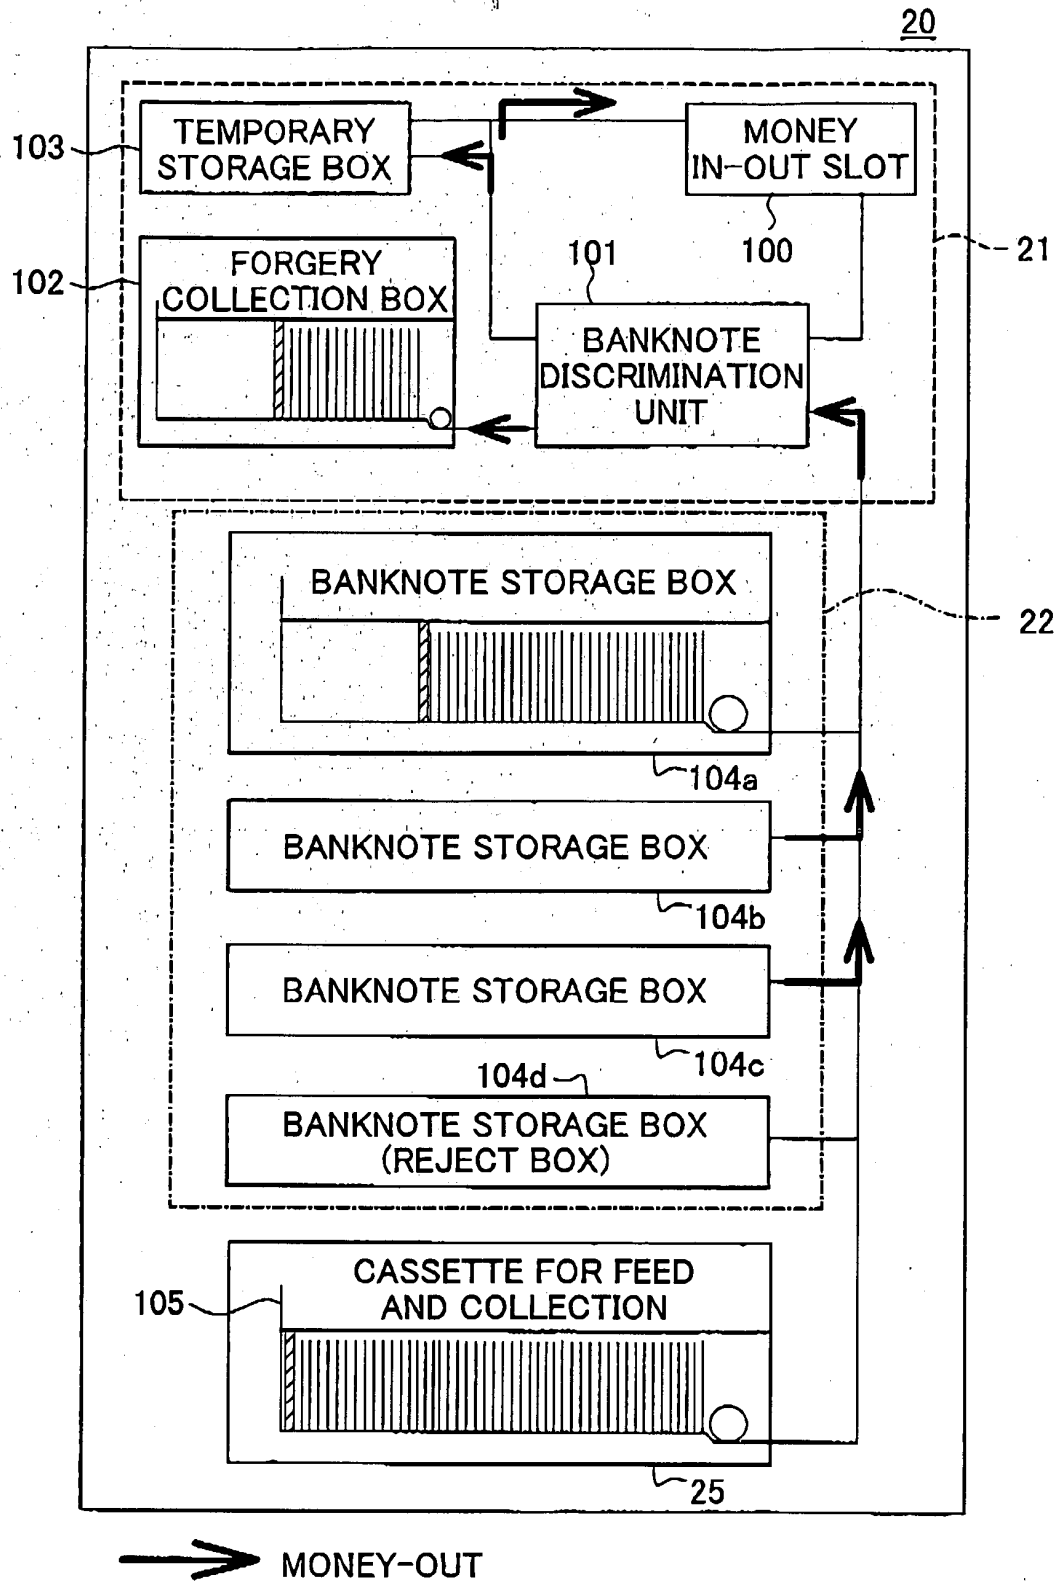 20
TEMPORARY
STORAGE BOX
103
MONEY
IN-OUT SLOT
100
21
101
FORGERY
COLLECTION BOX
102
BANKNOTE
DISCRIMINATION
UNIT
BANKNOTE STORAGE BOX
22
104a
BANKNOTE STORAGE BOX
104b
BANKNOTE STORAGE BOX
104c
104d
BANKNOTE STORAGE BOX
(REJECT BOX)
CASSETTE FOR FEED
AND COLLECTION
105
25
MONEY-OUT